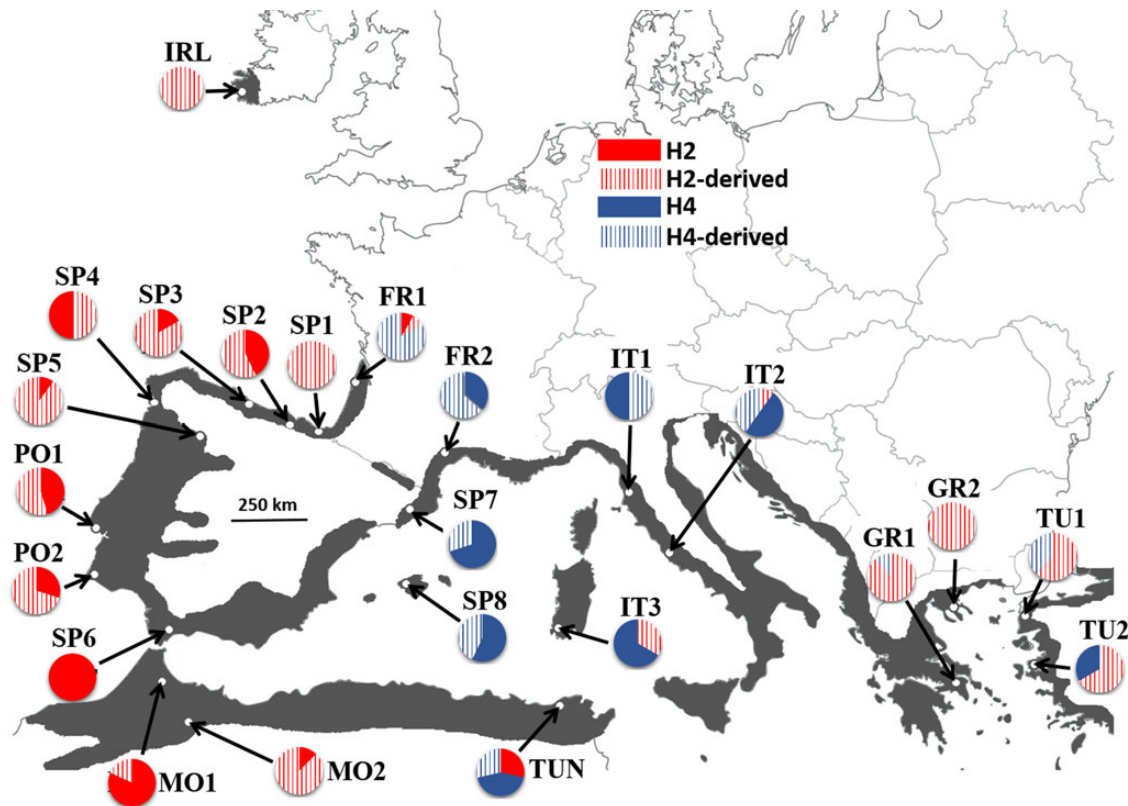 IRL
H2
H2-derived
H4
H4-derived
SP4
SP3
SP2
SP1
FR1
SP5
FR2
IT1
IT2
PO1
250 km
SP7
GR2
GR1
TU1
PO2
SP8
IT3
TU2
SP6
MO1
MO2
TUN